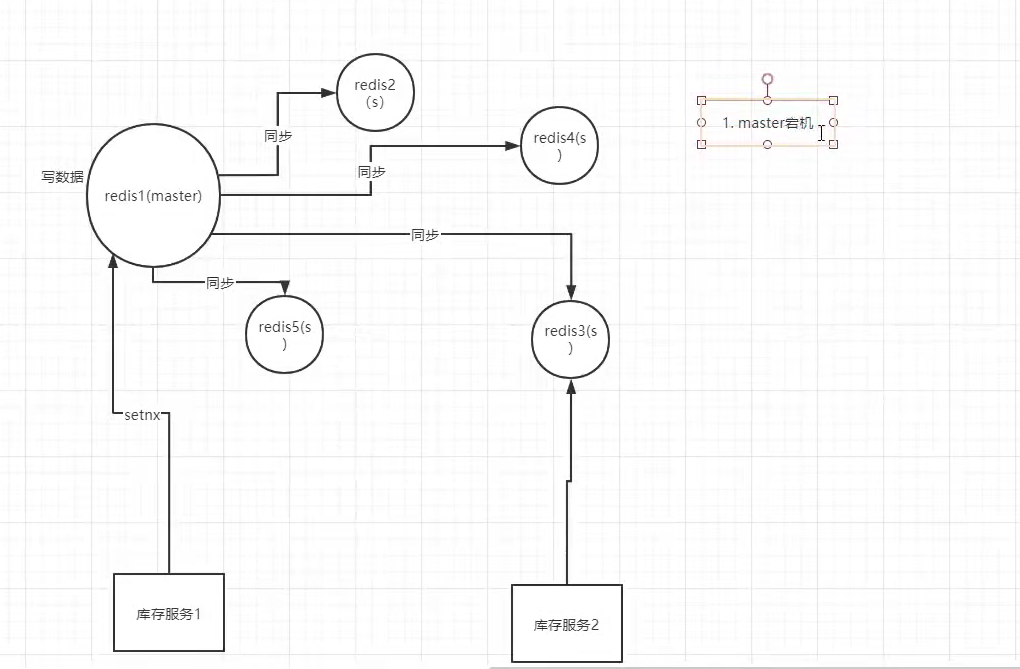 redis2
(s)
1. master宕机
同步
redis4(s
)
同步
写数据
redis1(master)
同步
同步
redis5(s
)
redis3(s
)
setnx
库存服务1
库存服务2